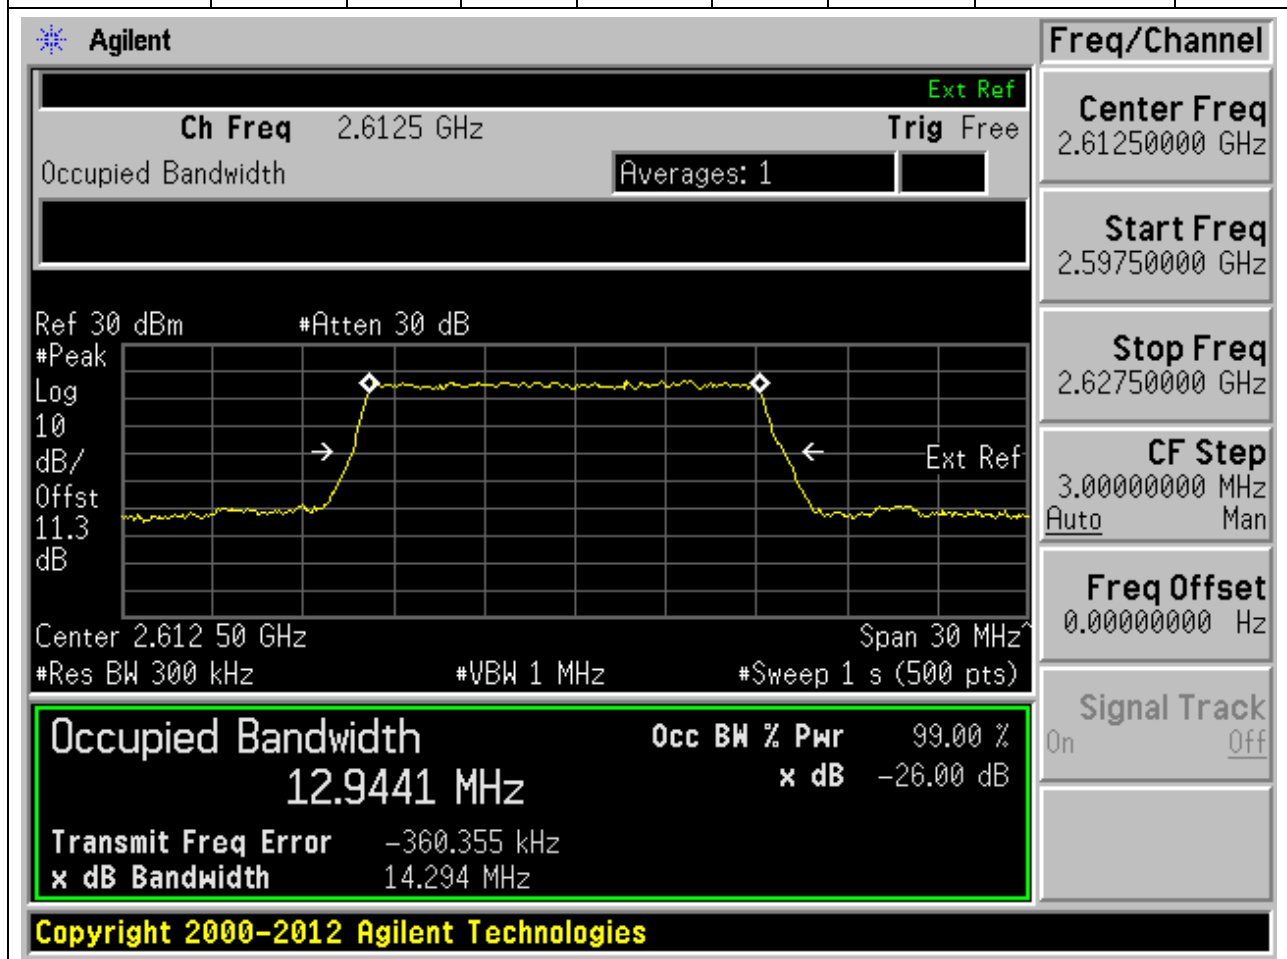 Agilent
Freq/Channel
Ext Ref
Ch Freq 2.6125 GHz
Trig Free
Occupied Bandwidth
Averages: 1
Center Freq
2.61250000 GHz
Start Freq
2.59750000 GHz
Stop Freq
2.62750000 GHz
CF Step
3.00000000 MHz
Auto Man
Freq Offset
0.00000000 Hz
Signal Track
On Off
Ref 30 dBm #Atten 30 dB
#Peak
Log
10
dB/
Offst
11.3
dB
Ext Ref
Center 2.612 50 GHz Span 30 MHz^
#Res BW 300 kHz #VBW 1 MHz #Sweep 1 s (500 pts)
Occupied Bandwidth
12.9441 MHz
Occ BW % Pwr 99.00 %
x dB -26.00 dB
Transmit Freq Error -360.355 kHz
x dB Bandwidth 14.294 MHz
Copyright 2000-2012 Agilent Technologies